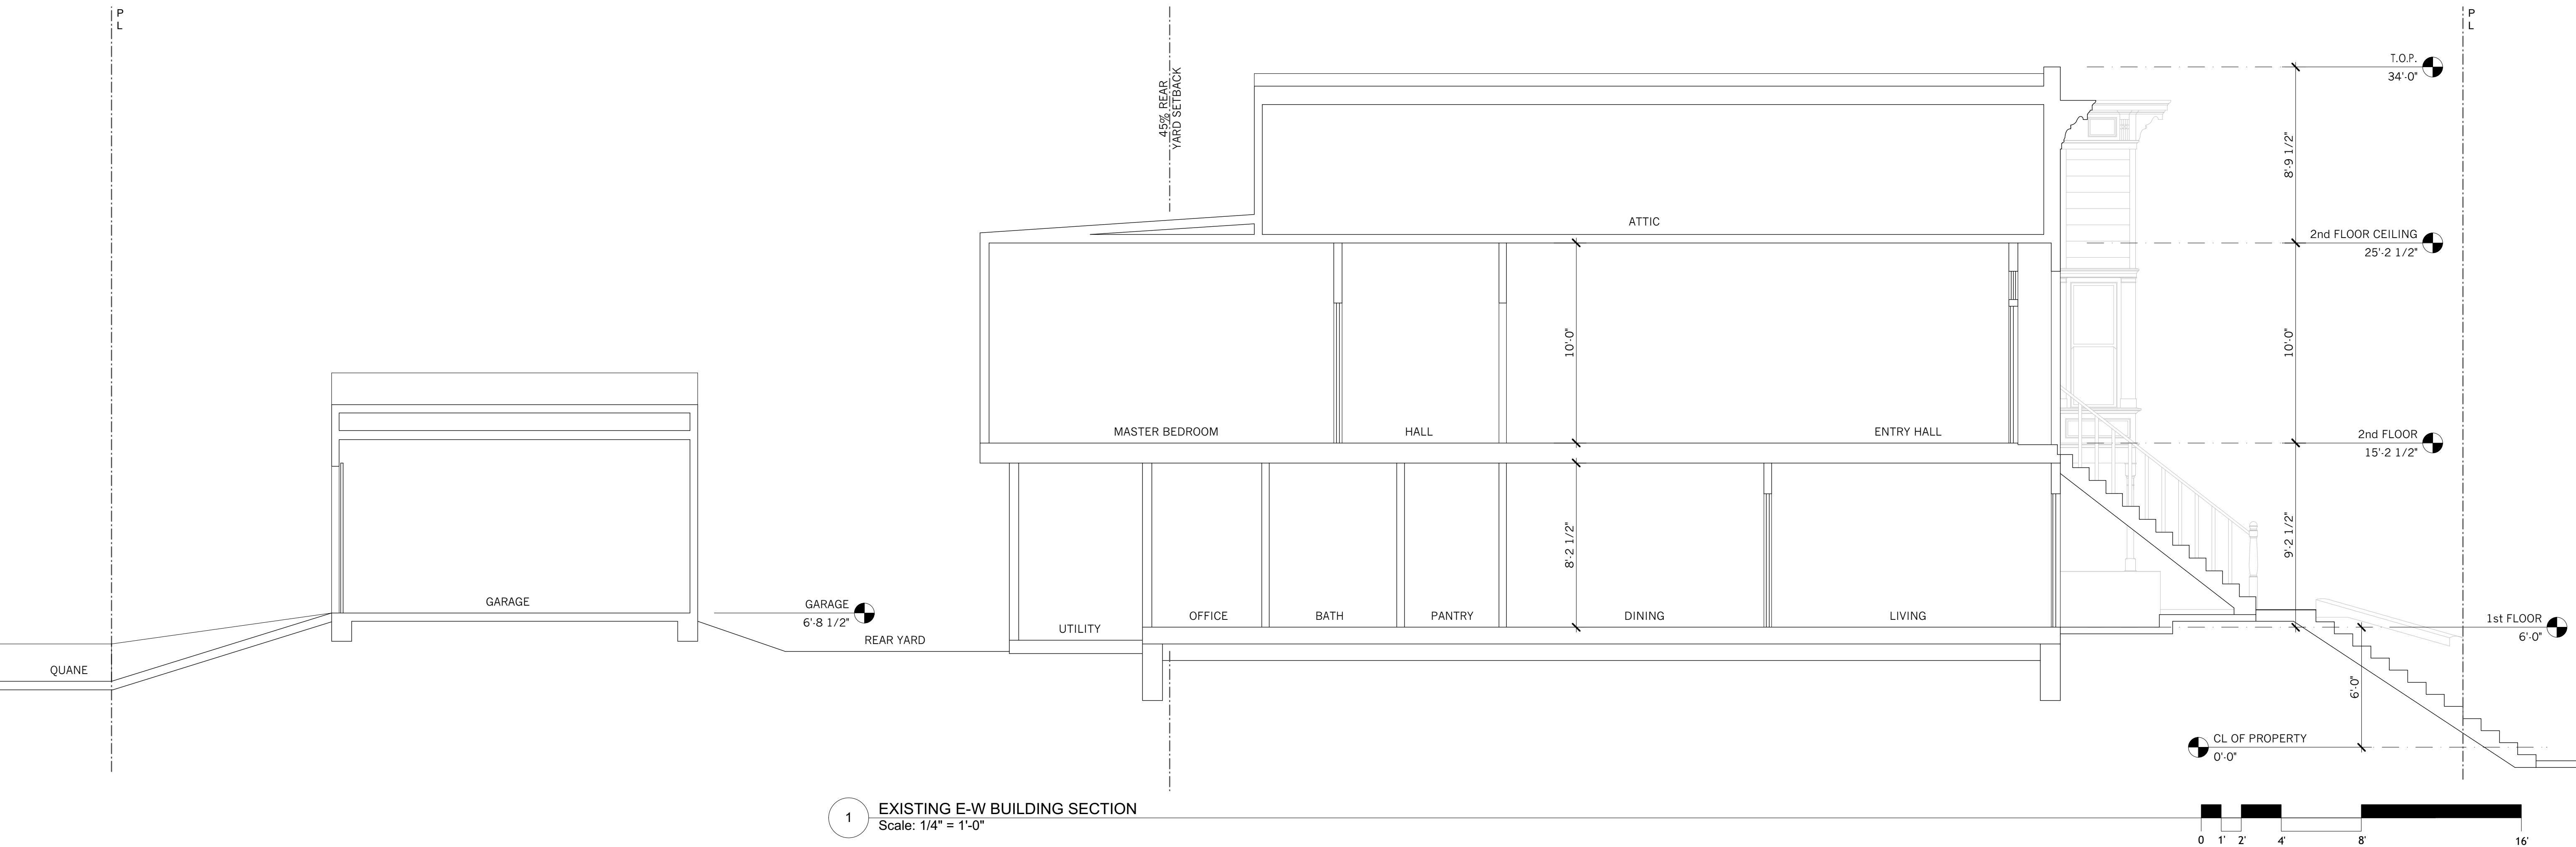 P
L
P
L
45% REAR
YARD SETBACK
T.O.P.
34'-0"
8'-9 1/2"
ATTIC
2nd FLOOR CEILING
25'-2 1/2"
10'-0"
10'-0"
MASTER BEDROOM
HALL
ENTRY HALL
2nd FLOOR
15'-2 1/2"
8'-2 1/2"
9'-2 1/2"
GARAGE
GARAGE
6'-8 1/2"
REAR YARD
UTILITY
OFFICE
BATH
PANTRY
DINING
LIVING
1st FLOOR
6'-0"
QUANE
6'-0"
CL OF PROPERTY
0'-0"
1
EXISTING E-W BUILDING SECTION
Scale: 1/4" = 1'-0"
0 1' 2' 4' 8' 16'